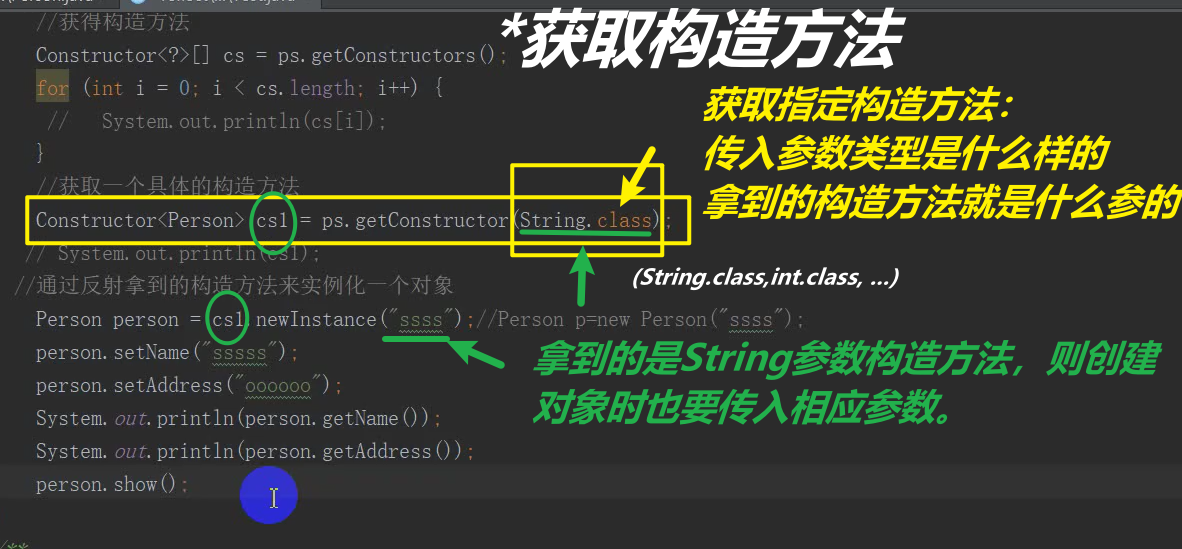 //获得构造方法
*获取构造方法
Constructor<?>[] cs = ps.getConstructors();
for (int i = 0; i < cs.length; i++) {
获取指定构造方法：
//   System.out.println(cs[i]);
传入参数类型是什么样的
}
//获取一个具体的构造方法
拿到的构造方法就是什么参的
Constructor<Person> cs1 = ps.getConstructor(String.class);
// System.out.println(cs1);
(String.class,int.class, ...)
//通过反射拿到的构造方法来实例化一个对象
Person person = cs1.newInstance("ssss");//Person p=new Person("ssss");
person.setName("sssss");
拿到的是String参数构造方法，则创建
person.setAddress("oooooo");
对象时也要传入相应参数。
System.out.println(person.getName());
System.out.println(person.getAddress());
person.show();
/**